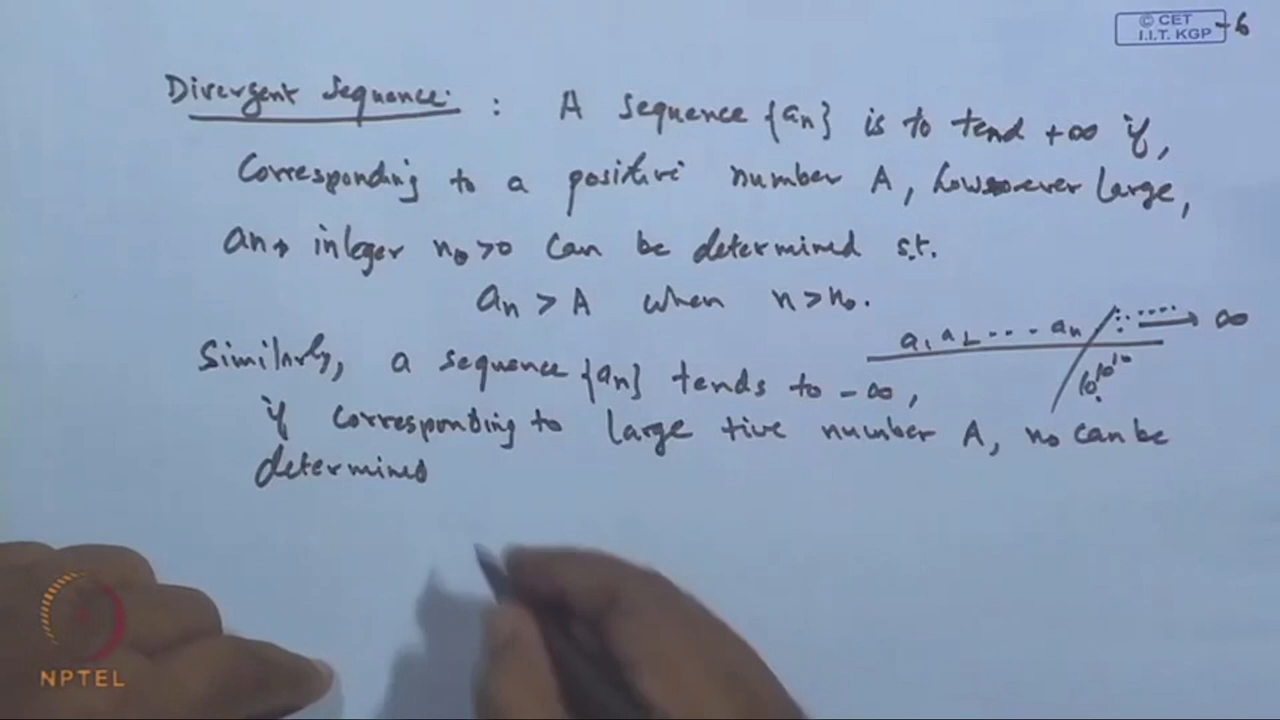 © CET
I.I.T. KGP
-6
Divergent Sequence : A sequence {an} is to tend +∞ if,
Corresponding to a positive number A, howsoever large,
an integer n₀>0 can be determined s.t.
an > A when n>n₀.
a₁ a₂ .... an ∞
10¹⁰¹⁰
Similarly, a sequence {an} tends to -∞,
if corresponding to large +ive number A, n₀ can be
determined
NPTEL